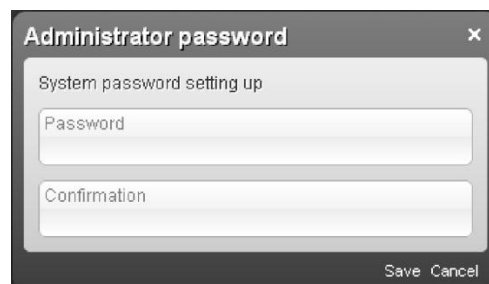 Administrator password ×
System password setting up
Password
Confirmation
Save Cancel